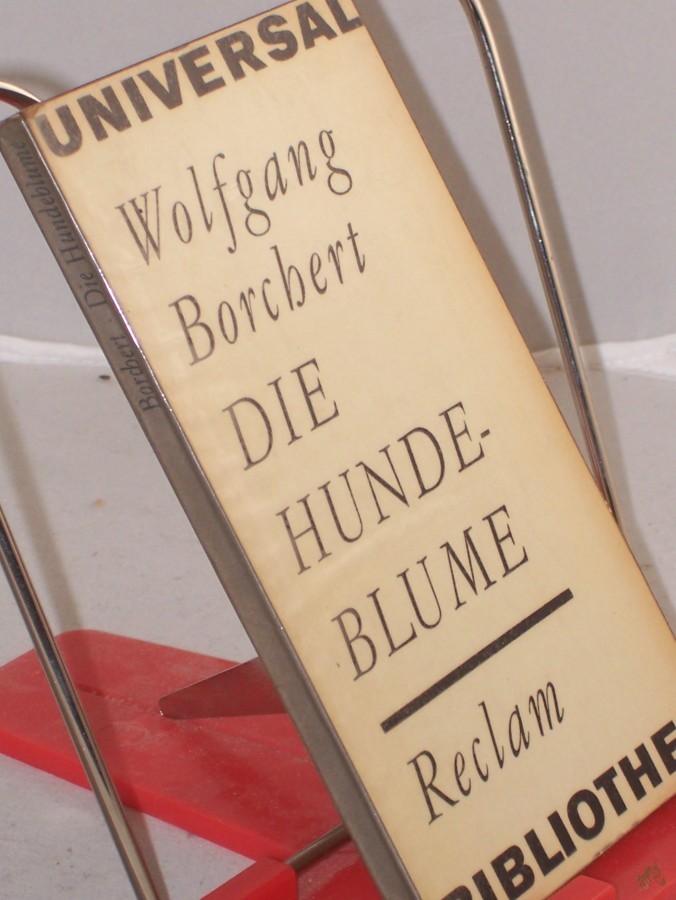 UNIVERSAL
Wolfgang
Borchert
DIE
HUNDE-
BLUME
Reclam
BIBLIOTHE
Borchert · Die Hundeblume